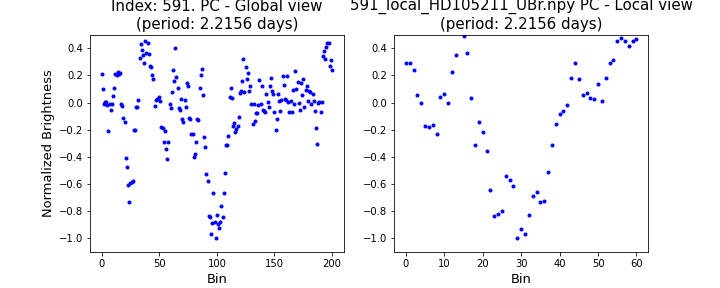 Index: 591. PC - Global view
(period: 2.2156 days)
591_local_HD105211_UBr.npy PC - Local view
(period: 2.2156 days)
Normalized Brightness
0.4
0.2
0.0
−0.2
−0.4
−0.6
−0.8
−1.0
0 50 100 150 200
Bin
0.4
0.2
0.0
−0.2
−0.4
−0.6
−0.8
−1.0
0 10 20 30 40 50 60
Bin